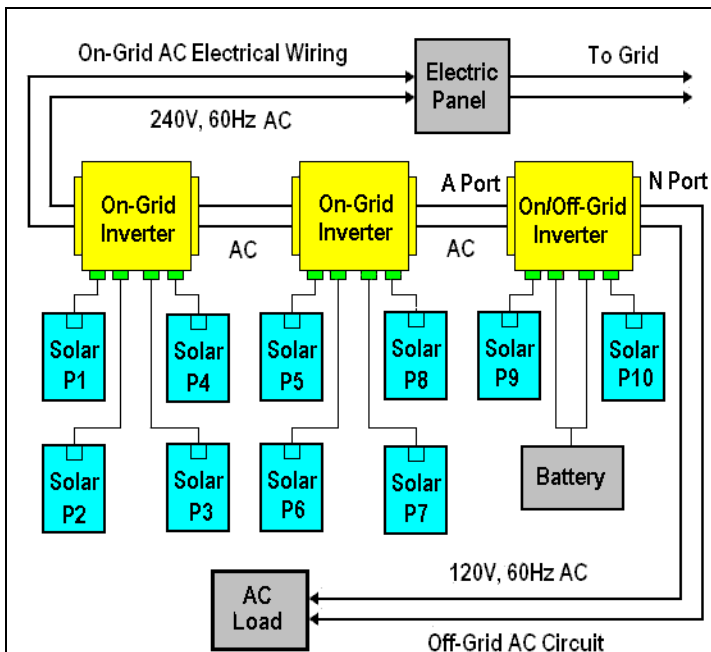 On-Grid AC Electrical Wiring
Electric
Panel
To Grid
240V, 60Hz AC
On-Grid
Inverter
AC
On-Grid
Inverter
A Port
AC
On/Off-Grid
Inverter
N Port
Solar
P1
Solar
P4
Solar
P5
Solar
P8
Solar
P9
Solar
P10
Solar
P2
Solar
P3
Solar
P6
Solar
P7
Battery
120V, 60Hz AC
AC
Load
Off-Grid AC Circuit